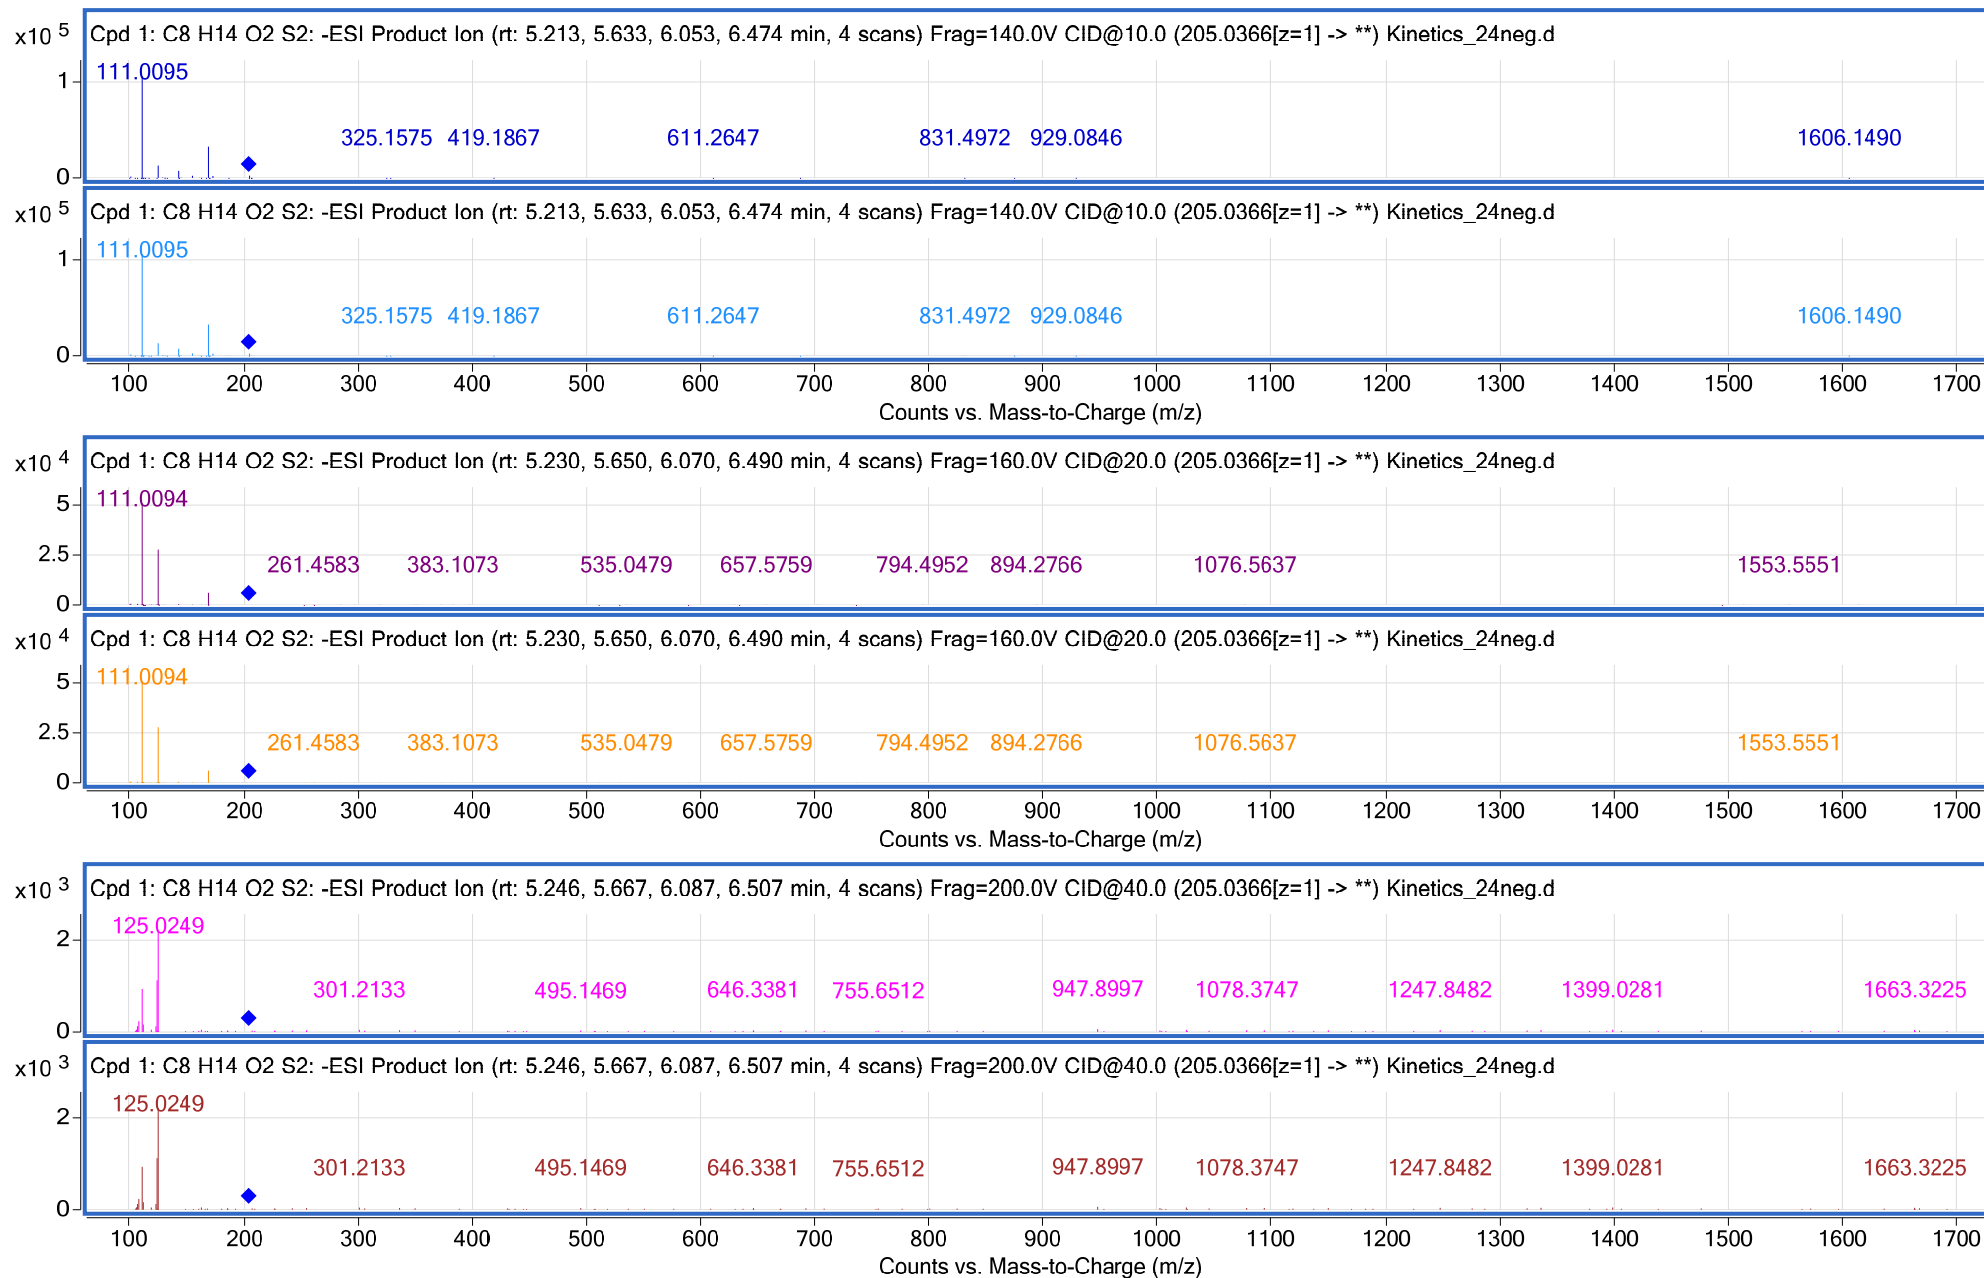 x10 5
Cpd 1: C8 H14 O2 S2: -ESI Product Ion (rt: 5.213, 5.633, 6.053, 6.474 min, 4 scans) Frag=140.0V CID@10.0 (205.0366[z=1] -> **) Kinetics_24neg.d
111.0095
1
325.1575 419.1867 611.2647 831.4972 929.0846 1606.1490
0
x10 5
Cpd 1: C8 H14 O2 S2: -ESI Product Ion (rt: 5.213, 5.633, 6.053, 6.474 min, 4 scans) Frag=140.0V CID@10.0 (205.0366[z=1] -> **) Kinetics_24neg.d
111.0095
1
325.1575 419.1867 611.2647 831.4972 929.0846 1606.1490
0
100 200 300 400 500 600 700 800 900 1000 1100 1200 1300 1400 1500 1600 1700
Counts vs. Mass-to-Charge (m/z)
x10 4
Cpd 1: C8 H14 O2 S2: -ESI Product Ion (rt: 5.230, 5.650, 6.070, 6.490 min, 4 scans) Frag=160.0V CID@20.0 (205.0366[z=1] -> **) Kinetics_24neg.d
111.0094
5
2.5
261.4583 383.1073 535.0479 657.5759 794.4952 894.2766 1076.5637 1553.5551
0
x10 4
Cpd 1: C8 H14 O2 S2: -ESI Product Ion (rt: 5.230, 5.650, 6.070, 6.490 min, 4 scans) Frag=160.0V CID@20.0 (205.0366[z=1] -> **) Kinetics_24neg.d
111.0094
5
2.5
261.4583 383.1073 535.0479 657.5759 794.4952 894.2766 1076.5637 1553.5551
0
100 200 300 400 500 600 700 800 900 1000 1100 1200 1300 1400 1500 1600 1700
Counts vs. Mass-to-Charge (m/z)
x10 3
Cpd 1: C8 H14 O2 S2: -ESI Product Ion (rt: 5.246, 5.667, 6.087, 6.507 min, 4 scans) Frag=200.0V CID@40.0 (205.0366[z=1] -> **) Kinetics_24neg.d
125.0249
2
301.2133 495.1469 646.3381 755.6512 947.8997 1078.3747 1247.8482 1399.0281 1663.3225
0
x10 3
Cpd 1: C8 H14 O2 S2: -ESI Product Ion (rt: 5.246, 5.667, 6.087, 6.507 min, 4 scans) Frag=200.0V CID@40.0 (205.0366[z=1] -> **) Kinetics_24neg.d
125.0249
2
301.2133 495.1469 646.3381 755.6512 947.8997 1078.3747 1247.8482 1399.0281 1663.3225
0
100 200 300 400 500 600 700 800 900 1000 1100 1200 1300 1400 1500 1600 1700
Counts vs. Mass-to-Charge (m/z)